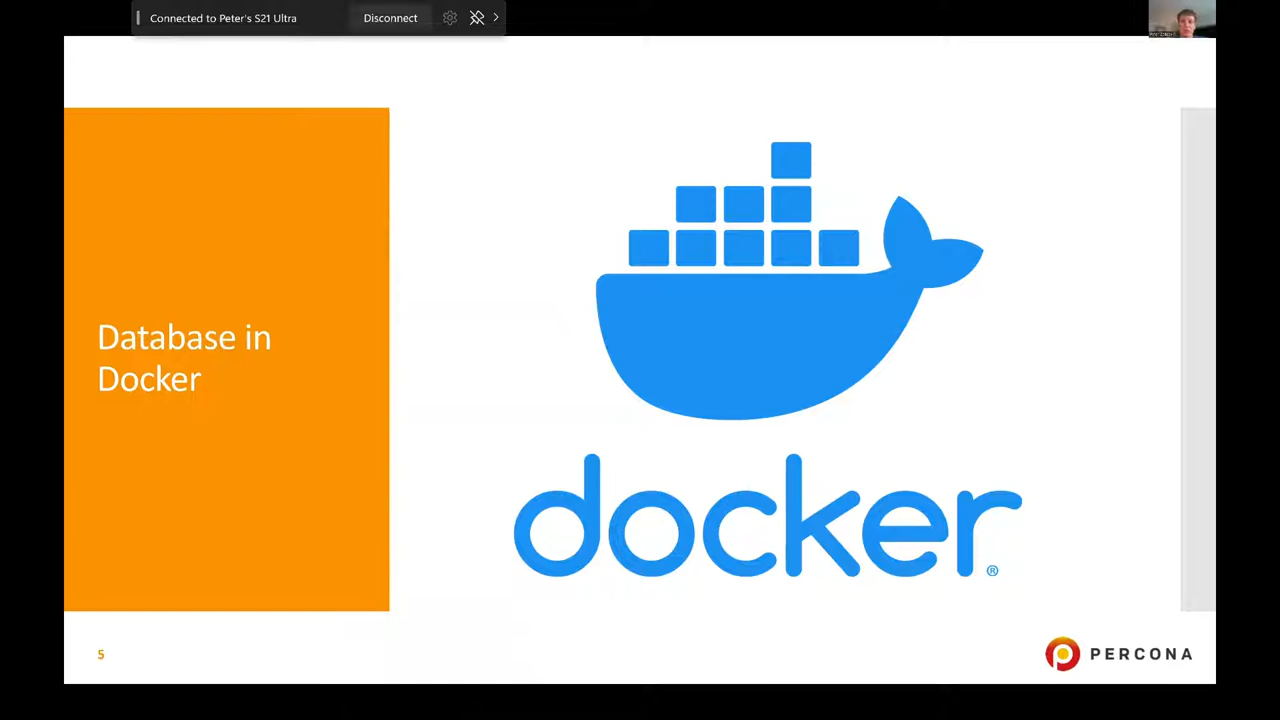 Connected to Peter's S21 Ultra
Disconnect
Database in
Docker
docker
®
5
PERCONA